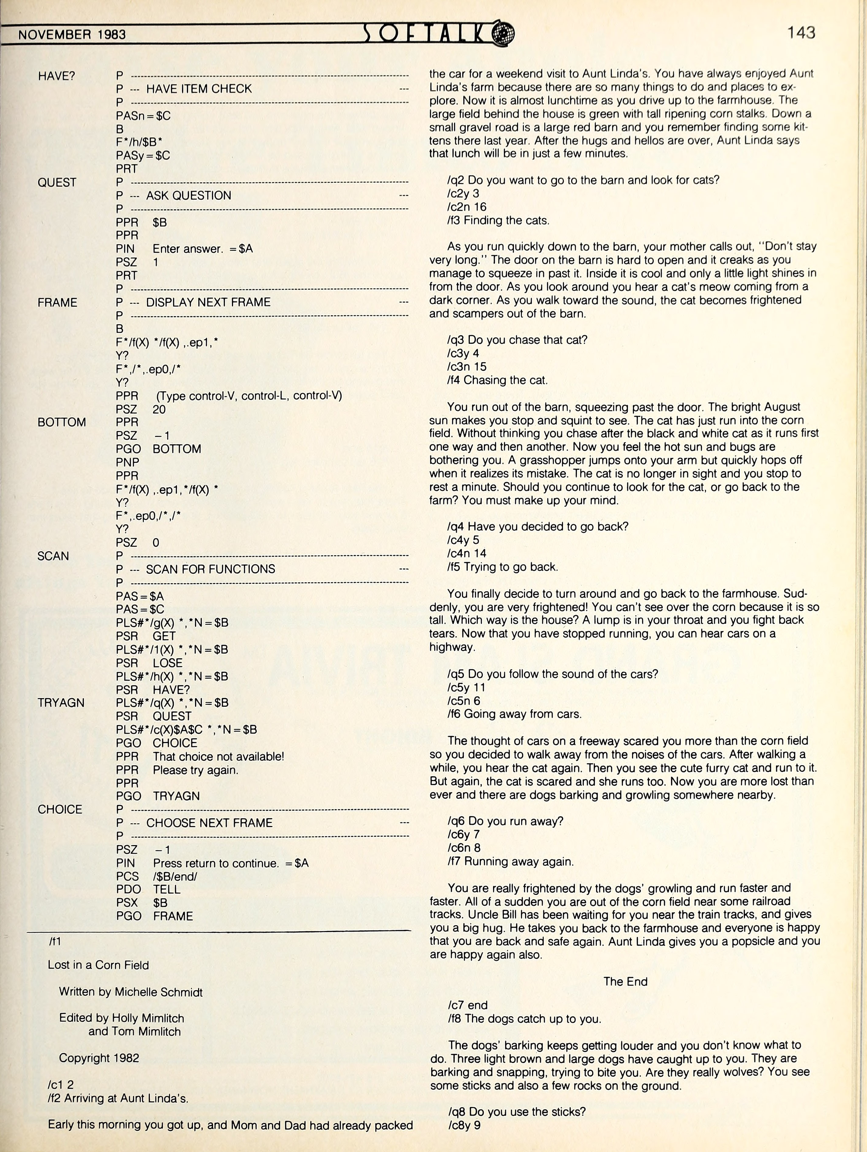 NOVEMBER 1983
SOFTALK
143
HAVE? P ---
P --- HAVE ITEM CHECK ---
P ---
PASn = $C
B
F*/h/$B*
PASy = $C
PRT
QUEST P ---
P --- ASK QUESTION ---
P ---
PPR $B
PPR
PIN Enter answer. = $A
PSZ 1
PRT
P ---
FRAME P --- DISPLAY NEXT FRAME ---
P ---
B
F*/f(X) */f(X) ,.ep1,*
Y?
F*,/*,.ep0,/*
Y?
PPR (Type control-V, control-L, control-V)
PSZ 20
BOTTOM PPR
PSZ - 1
PGO BOTTOM
PNP
PPR
F*/f(X) ,.ep1,*/f(X) *
Y?
F*,.ep0,/*,/*
Y?
PSZ 0
SCAN P ---
P --- SCAN FOR FUNCTIONS ---
P ---
PAS = $A
PAS = $C
PLS#*/g(X) *,*N = $B
PSR GET
PLS#*/1(X) *,*N = $B
PSR LOSE
PLS#*/h(X) *,*N = $B
PSR HAVE?
TRYAGN PLS#*/q(X) *,*N = $B
PSR QUEST
PLS#*/c(X)$A$C *,*N = $B
PGO CHOICE
PPR That choice not available!
PPR Please try again.
PPR
PGO TRYAGN
CHOICE P ---
P --- CHOOSE NEXT FRAME ---
P ---
PSZ - 1
PIN Press return to continue. = $A
PCS /$B/end/
PDO TELL
PSX $B
PGO FRAME
/f1
Lost in a Corn Field
Written by Michelle Schmidt
Edited by Holly Mimlitch
and Tom Mimlitch
Copyright 1982
/c1 2
/f2 Arriving at Aunt Linda's.
Early this morning you got up, and Mom and Dad had already packed
the car for a weekend visit to Aunt Linda's. You have always enjoyed Aunt
Linda's farm because there are so many things to do and places to ex-
plore. Now it is almost lunchtime as you drive up to the farmhouse. The
large field behind the house is green with tall ripening corn stalks. Down a
small gravel road is a large red barn and you remember finding some kit-
tens there last year. After the hugs and hellos are over, Aunt Linda says
that lunch will be in just a few minutes.
/q2 Do you want to go to the barn and look for cats?
/c2y 3
/c2n 16
/f3 Finding the cats.
As you run quickly down to the barn, your mother calls out, "Don't stay
very long." The door on the barn is hard to open and it creaks as you
manage to squeeze in past it. Inside it is cool and only a little light shines in
from the door. As you look around you hear a cat's meow coming from a
dark corner. As you walk toward the sound, the cat becomes frightened
and scampers out of the barn.
/q3 Do you chase that cat?
/c3y 4
/c3n 15
/f4 Chasing the cat.
You run out of the barn, squeezing past the door. The bright August
sun makes you stop and squint to see. The cat has just run into the corn
field. Without thinking you chase after the black and white cat as it runs first
one way and then another. Now you feel the hot sun and bugs are
bothering you. A grasshopper jumps onto your arm but quickly hops off
when it realizes its mistake. The cat is no longer in sight and you stop to
rest a minute. Should you continue to look for the cat, or go back to the
farm? You must make up your mind.
/q4 Have you decided to go back?
/c4y 5
/c4n 14
/f5 Trying to go back.
You finally decide to turn around and go back to the farmhouse. Sud-
denly, you are very frightened! You can't see over the corn because it is so
tall. Which way is the house? A lump is in your throat and you fight back
tears. Now that you have stopped running, you can hear cars on a
highway.
/q5 Do you follow the sound of the cars?
/c5y 11
/c5n 6
/f6 Going away from cars.
The thought of cars on a freeway scared you more than the corn field
so you decided to walk away from the noises of the cars. After walking a
while, you hear the cat again. Then you see the cute furry cat and run to it.
But again, the cat is scared and she runs too. Now you are more lost than
ever and there are dogs barking and growling somewhere nearby.
/q6 Do you run away?
/c6y 7
/c6n 8
/f7 Running away again.
You are really frightened by the dogs' growling and run faster and
faster. All of a sudden you are out of the corn field near some railroad
tracks. Uncle Bill has been waiting for you near the train tracks, and gives
you a big hug. He takes you back to the farmhouse and everyone is happy
that you are back and safe again. Aunt Linda gives you a popsicle and you
are happy again also.
The End
/c7 end
/f8 The dogs catch up to you.
The dogs' barking keeps getting louder and you don't know what to
do. Three light brown and large dogs have caught up to you. They are
barking and snapping, trying to bite you. Are they really wolves? You see
some sticks and also a few rocks on the ground.
/q8 Do you use the sticks?
/c8y 9